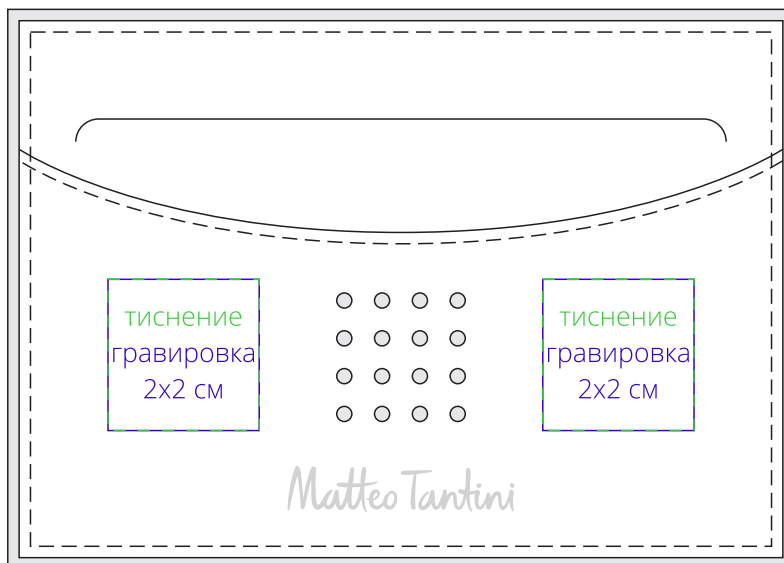 тиснение
гравировка
2х2 см
тиснение
гравировка
2х2 см
Matteo Tantini